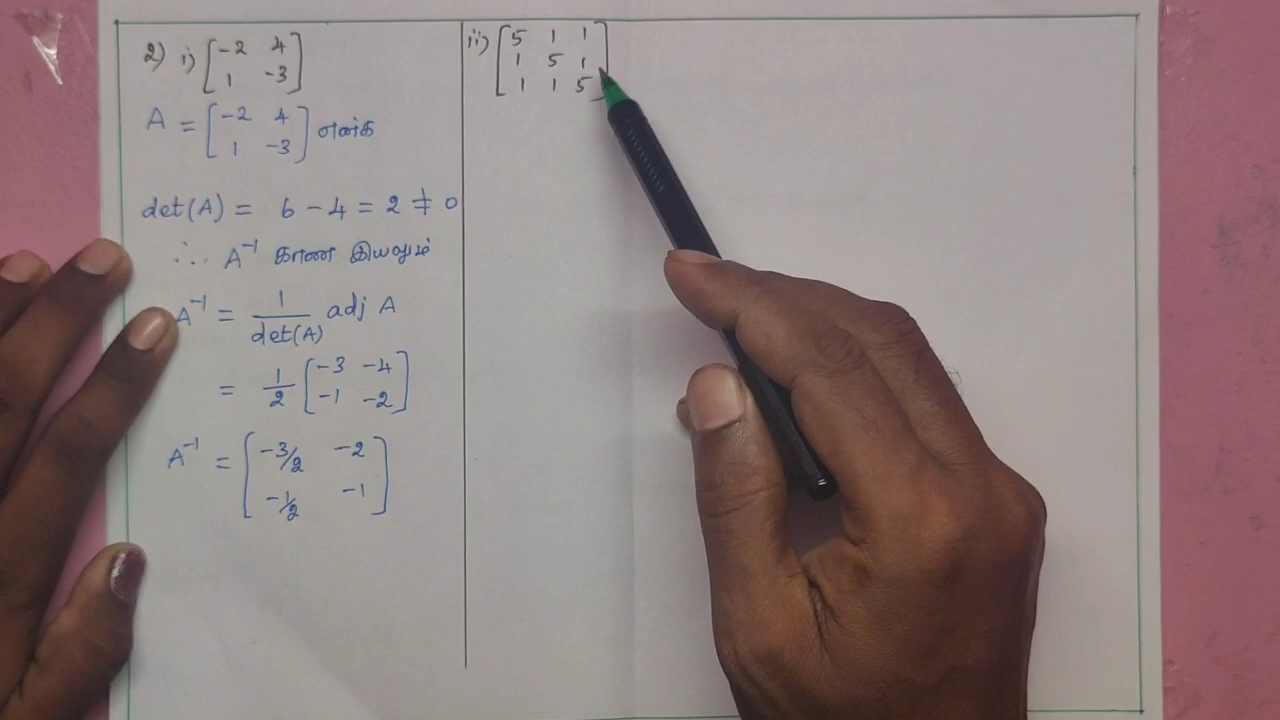 2) i) [-2 4
1 -3]
A = [-2 4
1 -3] என்க
det(A) = 6 - 4 = 2 ≠ 0
∴ A⁻¹ காண இயலும்
A⁻¹ = 1/det(A) adj A
= 1/2 [-3 -4
-1 -2]
A⁻¹ = [-3/2 -2
-1/2 -1]
ii) [5 1 1
1 5 1
1 1 5]